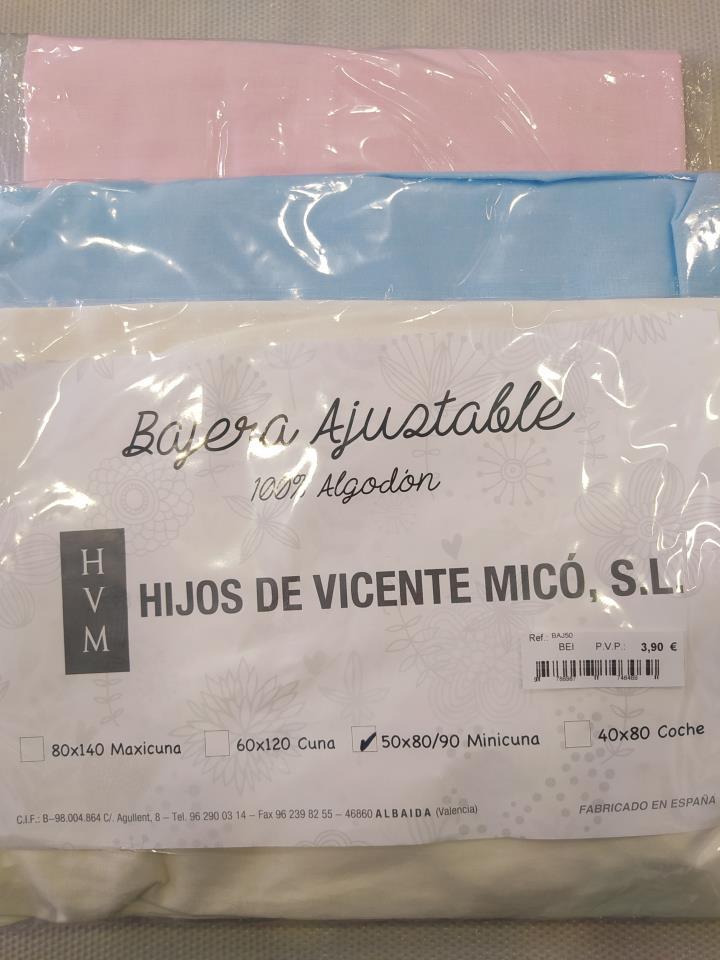 Bajera Ajustable
100% Algodón
H
V
M
HIJOS DE VICENTE MICÓ, S.L.
Ref.: BAJ50
BEI P.V.P.: 3,90 €
80x140 Maxicuna 60x120 Cuna ✔ 50x80/90 Minicuna 40x80 Coche
C.I.F.: B-98.004.864 C/. Agullent, 8 – Tel. 96 290 03 14 – Fax 96 239 82 55 – 46860 ALBAIDA (Valencia)
FABRICADO EN ESPAÑA